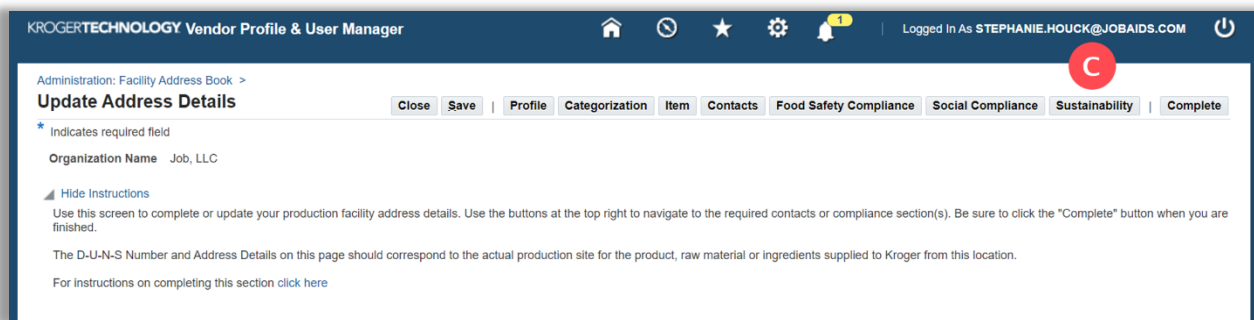 KROGERTECHNOLOGY Vendor Profile & User Manager 1 | Logged In As STEPHANIE.HOUCK@JOBAIDS.COM
C
Administration: Facility Address Book >
Update Address Details Close Save | Profile Categorization Item Contacts Food Safety Compliance Social Compliance Sustainability | Complete
* Indicates required field
Organization Name Job, LLC
Hide Instructions
Use this screen to complete or update your production facility address details. Use the buttons at the top right to navigate to the required contacts or compliance section(s). Be sure to click the "Complete" button when you are
finished.
The D-U-N-S Number and Address Details on this page should correspond to the actual production site for the product, raw material or ingredients supplied to Kroger from this location.
For instructions on completing this section click here